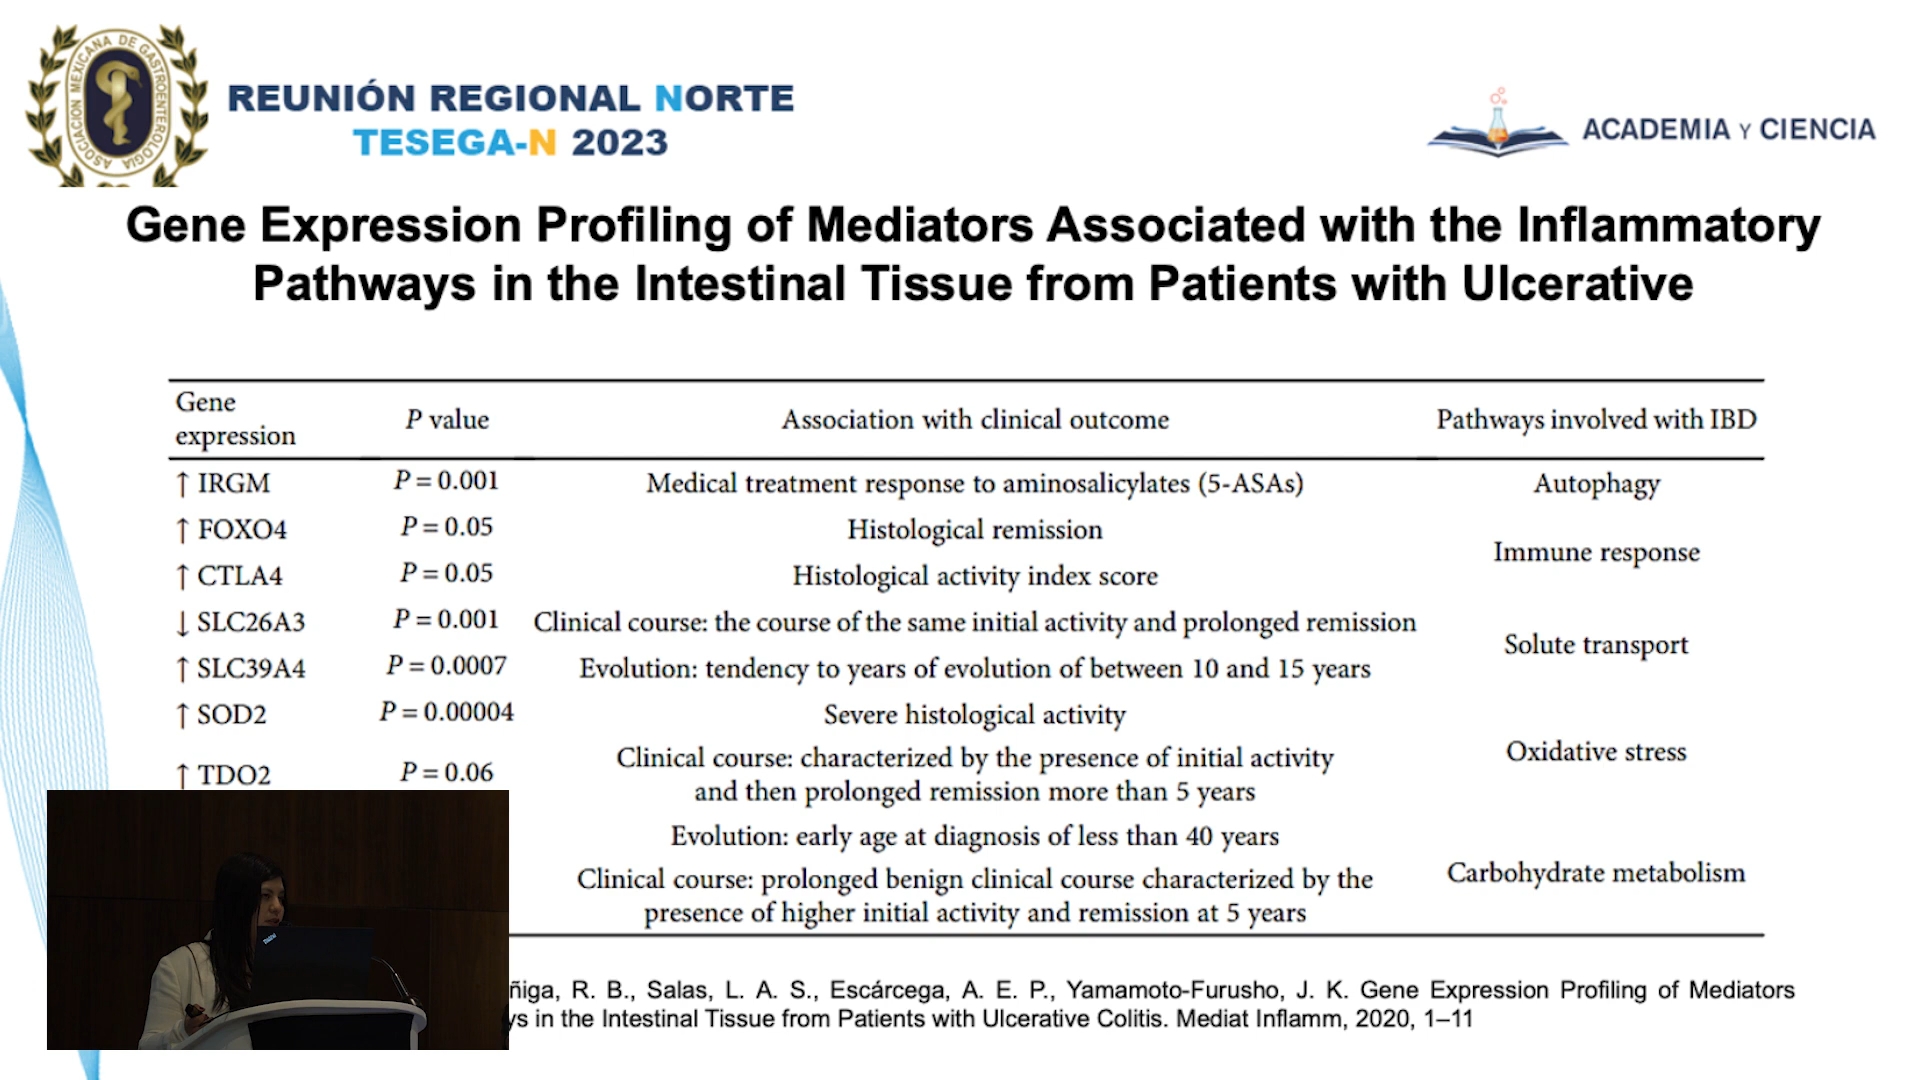 ASOCIACION MEXICANA DE GASTROENTEROLOGIA
REUNIÓN REGIONAL NORTE
TESEGA-N 2023
ACADEMIA Y CIENCIA
Gene Expression Profiling of Mediators Associated with the Inflammatory
Pathways in the Intestinal Tissue from Patients with Ulcerative
Gene expression P value Association with clinical outcome Pathways involved with IBD
↑ IRGM P = 0.001 Medical treatment response to aminosalicylates (5-ASAs) Autophagy
↑ FOXO4 P = 0.05 Histological remission
Immune response
↑ CTLA4 P = 0.05 Histological activity index score
↓ SLC26A3 P = 0.001 Clinical course: the course of the same initial activity and prolonged remission
Solute transport
↑ SLC39A4 P = 0.0007 Evolution: tendency to years of evolution of between 10 and 15 years
↑ SOD2 P = 0.00004 Severe histological activity
Oxidative stress
↑ TDO2 P = 0.06 Clinical course: characterized by the presence of initial activity
and then prolonged remission more than 5 years
Evolution: early age at diagnosis of less than 40 years
Carbohydrate metabolism
Clinical course: prolonged benign clinical course characterized by the
presence of higher initial activity and remission at 5 years
ñiga, R. B., Salas, L. A. S., Escárcega, A. E. P., Yamamoto-Furusho, J. K. Gene Expression Profiling of Mediators
ys in the Intestinal Tissue from Patients with Ulcerative Colitis. Mediat Inflamm, 2020, 1–11